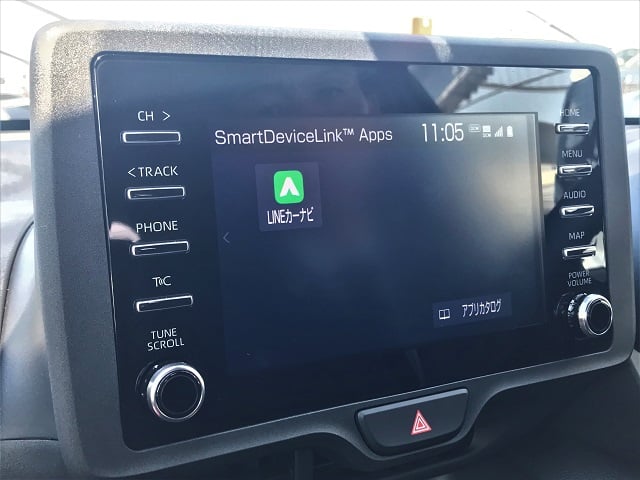 CH >
< TRACK
PHONE
T
TUNE
SCROLL
SmartDeviceLink™ Apps
11:05
DCM
LINEカーナビ
<
アプリカタログ
HOME
MENU
AUDIO
MAP
POWER
VOLUME